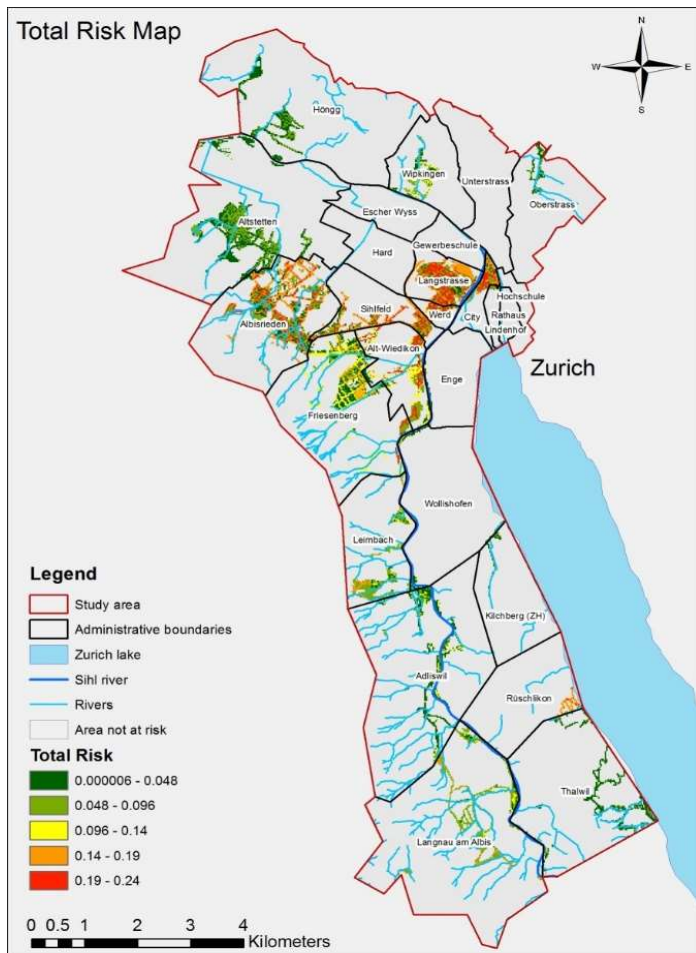 Total Risk Map
N
W
E
S
Höngg
Wipkingen
Unterstrass
Oberstrass
Escher Wyss
Altstetten
Hard
Gewerbeschule
Langstrasse
Hochschule
Sihlfeld
Werd
City
Rathaus
Lindenhof
Albisrieden
Alt-Wiedikon
Zurich
Enge
Friesenberg
Wollishofen
Leimbach
Kilchberg (ZH)
Adliswil
Rüschlikon
Thalwil
Langnau am Albis
Legend
Study area
Administrative boundaries
Zurich lake
Sihl river
Rivers
Area not at risk
Total Risk
0.000006 - 0.048
0.048 - 0.096
0.096 - 0.14
0.14 - 0.19
0.19 - 0.24
0 0.5 1 2 3 4
Kilometers